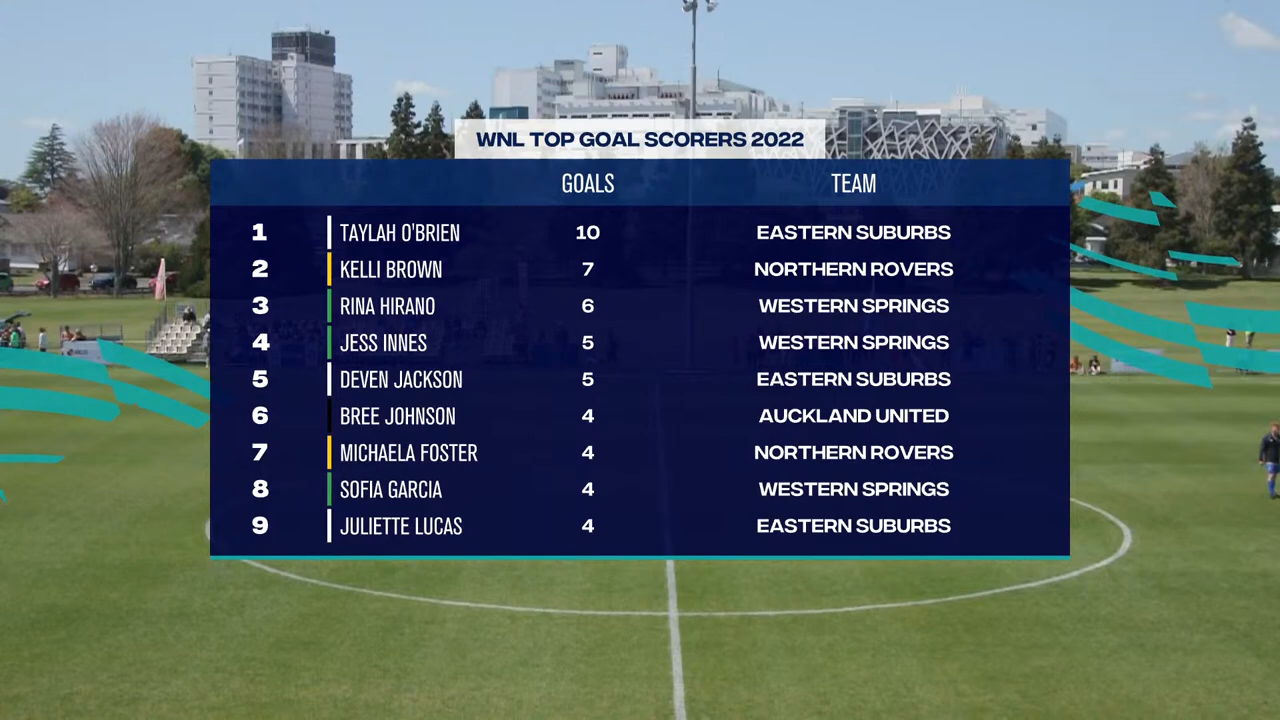 WNL TOP GOAL SCORERS 2022
GOALS TEAM
1 TAYLAH O'BRIEN 10 EASTERN SUBURBS
2 KELLI BROWN 7 NORTHERN ROVERS
3 RINA HIRANO 6 WESTERN SPRINGS
4 JESS INNES 5 WESTERN SPRINGS
5 DEVEN JACKSON 5 EASTERN SUBURBS
6 BREE JOHNSON 4 AUCKLAND UNITED
7 MICHAELA FOSTER 4 NORTHERN ROVERS
8 SOFIA GARCIA 4 WESTERN SPRINGS
9 JULIETTE LUCAS 4 EASTERN SUBURBS